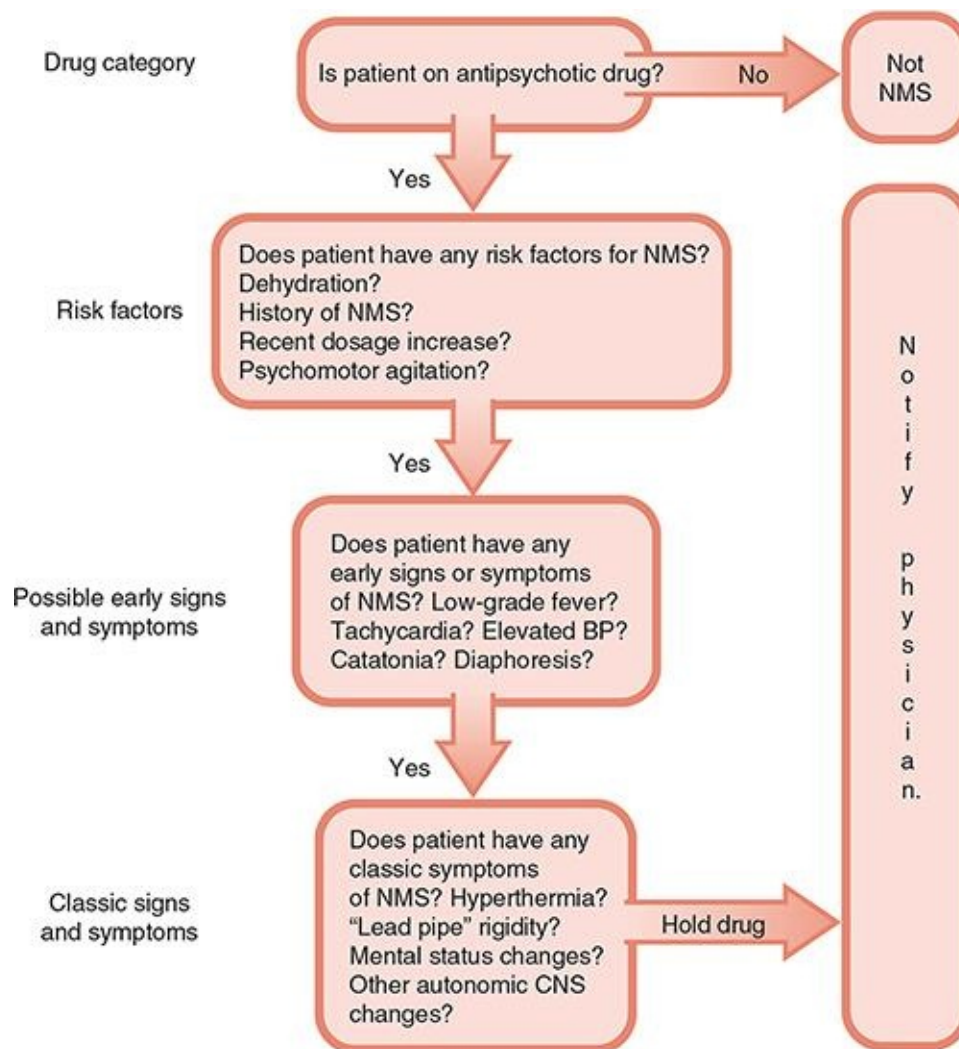 Drug category
Is patient on antipsychotic drug?
No
Not
NMS
Yes
Risk factors
Does patient have any risk factors for NMS?
Dehydration?
History of NMS?
Recent dosage increase?
Psychomotor agitation?
Yes
Possible early signs
and symptoms
Does patient have any
early signs or symptoms
of NMS? Low-grade fever?
Tachycardia? Elevated BP?
Catatonia? Diaphoresis?
Yes
Classic signs
and symptoms
Does patient have any
classic symptoms
of NMS? Hyperthermia?
“Lead pipe” rigidity?
Mental status changes?
Other autonomic CNS
changes?
Hold drug
Notify physician.